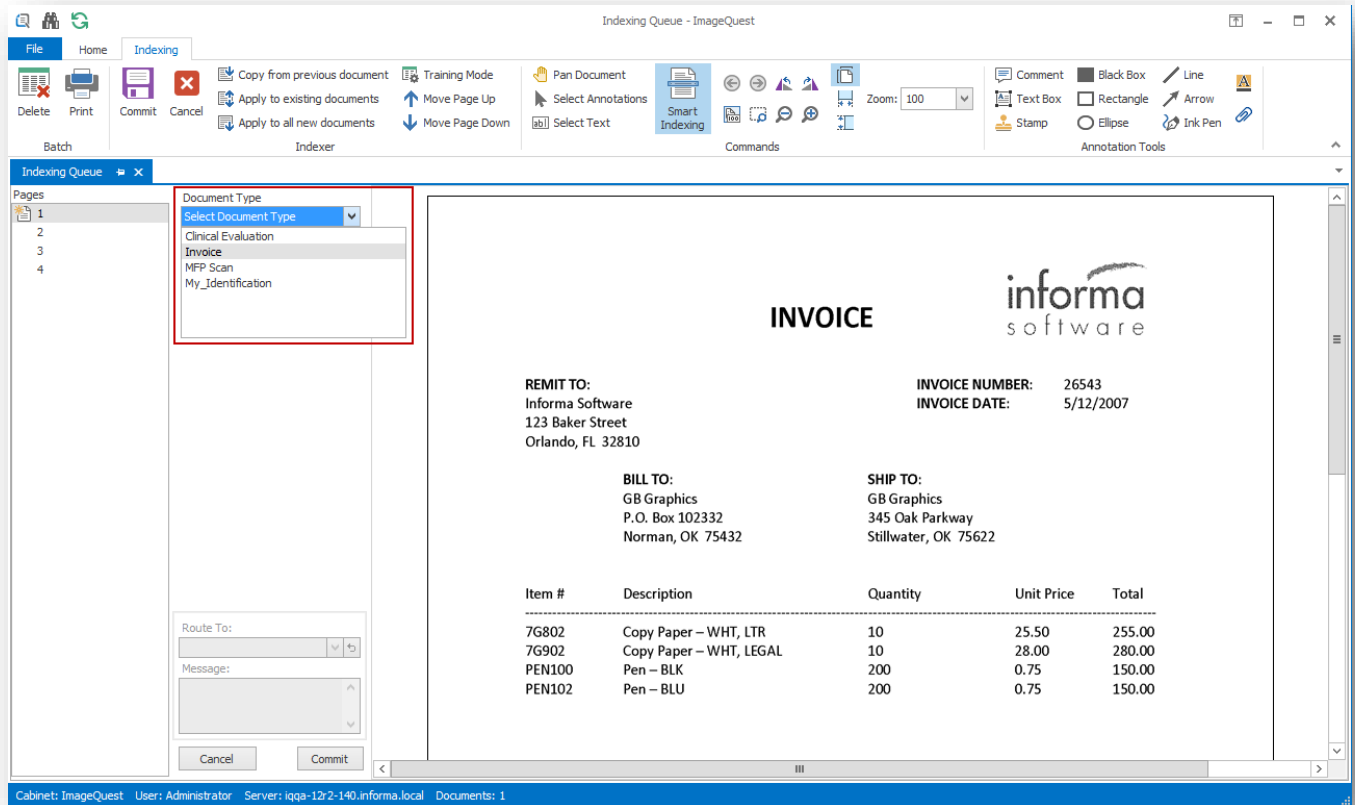 Indexing Queue - ImageQuest
File Home Indexing
Delete Print Commit Cancel
Copy from previous document Training Mode
Apply to existing documents Move Page Up
Apply to all new documents Move Page Down
Pan Document
Select Annotations
ab Select Text
Smart Indexing
100
Zoom: 100
Comment Black Box Line A
Text Box Rectangle Arrow
Stamp Ellipse Ink Pen
Batch Indexer Commands Annotation Tools
Indexing Queue
Pages
1
2
3
4
Document Type
Select Document Type
Clinical Evaluation
Invoice
MFP Scan
My_Identification
Route To:
Message:
Cancel Commit
informa
software
INVOICE
REMIT TO: INVOICE NUMBER: 26543
Informa Software INVOICE DATE: 5/12/2007
123 Baker Street
Orlando, FL 32810
BILL TO: SHIP TO:
GB Graphics GB Graphics
P.O. Box 102332 345 Oak Parkway
Norman, OK 75432 Stillwater, OK 75622
Item # Description Quantity Unit Price Total
7G802 Copy Paper – WHT, LTR 10 25.50 255.00
7G902 Copy Paper – WHT, LEGAL 10 28.00 280.00
PEN100 Pen – BLK 200 0.75 150.00
PEN102 Pen – BLU 200 0.75 150.00
Cabinet: ImageQuest User: Administrator Server: iqqa-12r2-140.informa.local Documents: 1